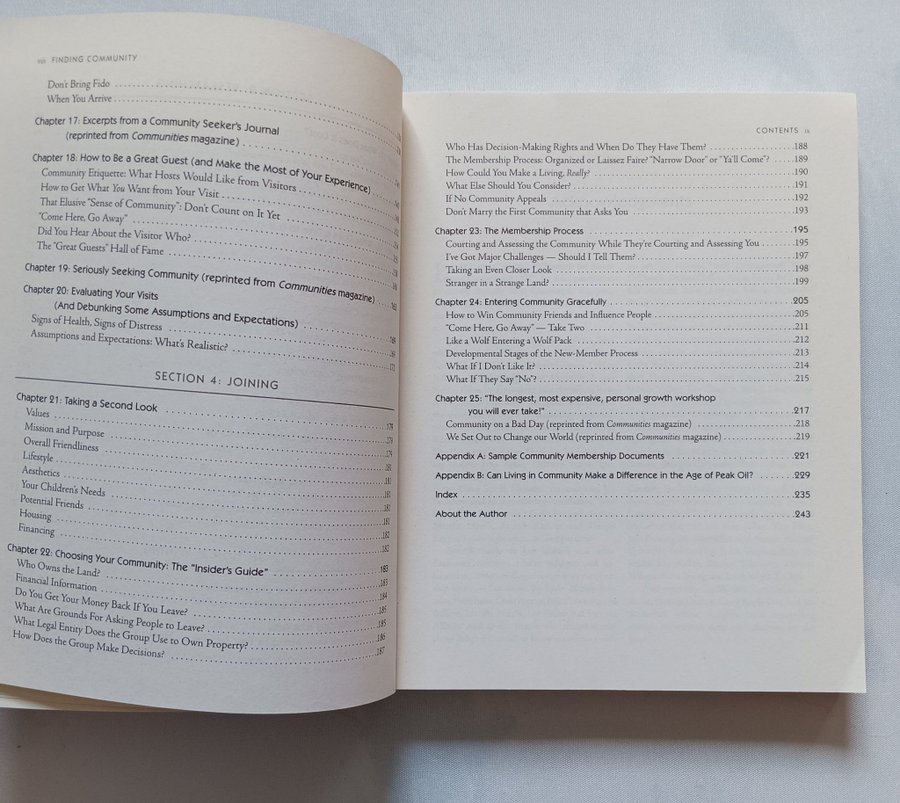 viii FINDING COMMUNITY
Don't Bring Fido
When You Arrive
Chapter 17: Excerpts from a Community Seeker's Journal
(reprinted from Communities magazine)
Chapter 18: How to Be a Great Guest (and Make the Most of Your Experience)
Community Etiquette: What Hosts Would Like from Visitors
How to Get What You Want from Your Visit
That Elusive "Sense of Community": Don't Count on It Yet
"Come Here, Go Away"
Did You Hear About the Visitor Who?
The "Great Guests" Hall of Fame
Chapter 19: Seriously Seeking Community (reprinted from Communities magazine)
Chapter 20: Evaluating Your Visits
(And Debunking Some Assumptions and Expectations)
Signs of Health, Signs of Distress
Assumptions and Expectations: What's Realistic?
SECTION 4: JOINING
Chapter 21: Taking a Second Look
Values
Mission and Purpose 179
Overall Friendliness 179
Lifestyle
Aesthetics 181
Your Children's Needs 181
Potential Friends 181
Housing 181
Financing 182
182
Chapter 22: Choosing Your Community: The "Insider's Guide" 183
Who Owns the Land? 183
Financial Information 184
Do You Get Your Money Back If You Leave? 185
What Are Grounds For Asking People to Leave? 185
What Legal Entity Does the Group Use to Own Property? 186
How Does the Group Make Decisions? 187
CONTENTS ix
Who Has Decision-Making Rights and When Do They Have Them? 188
The Membership Process: Organized or Laissez Faire? "Narrow Dooe" or "Ya'll Come"? 189
How Could You Make a Living, Really? 190
What Else Should You Consider? 191
If No Community Appeals 192
Don't Marry the First Community that Asks You 193
Chapter 23: The Membership Process 195
Courting and Assessing the Community While They're Courting and Assessing You 195
I've Got Major Challenges — Should I Tell Them? 197
Taking an Even Closer Look 198
Stranger in a Strange Land? 199
Chapter 24: Entering Community Gracefully 205
How to Win Community Friends and Influence People 205
"Come Here, Go Away" — Take Two 211
Like a Wolf Entering a Wolf Pack 212
Developmental Stages of the New-Member Process 213
What If I Don't Like It? 214
What If They Say "No"? 215
Chapter 25: "The longest, most expensive, personal growth workshop
you will ever take!" 217
Community on a Bad Day (reprinted from Communities magazine) 218
We Set Out to Change our World (reprinted from Communities magazine) 219
Appendix A: Sample Community Membership Documents 221
Appendix B: Can Living in Community Make a Difference in the Age of Peak Oil? 229
Index 235
About the Author 243